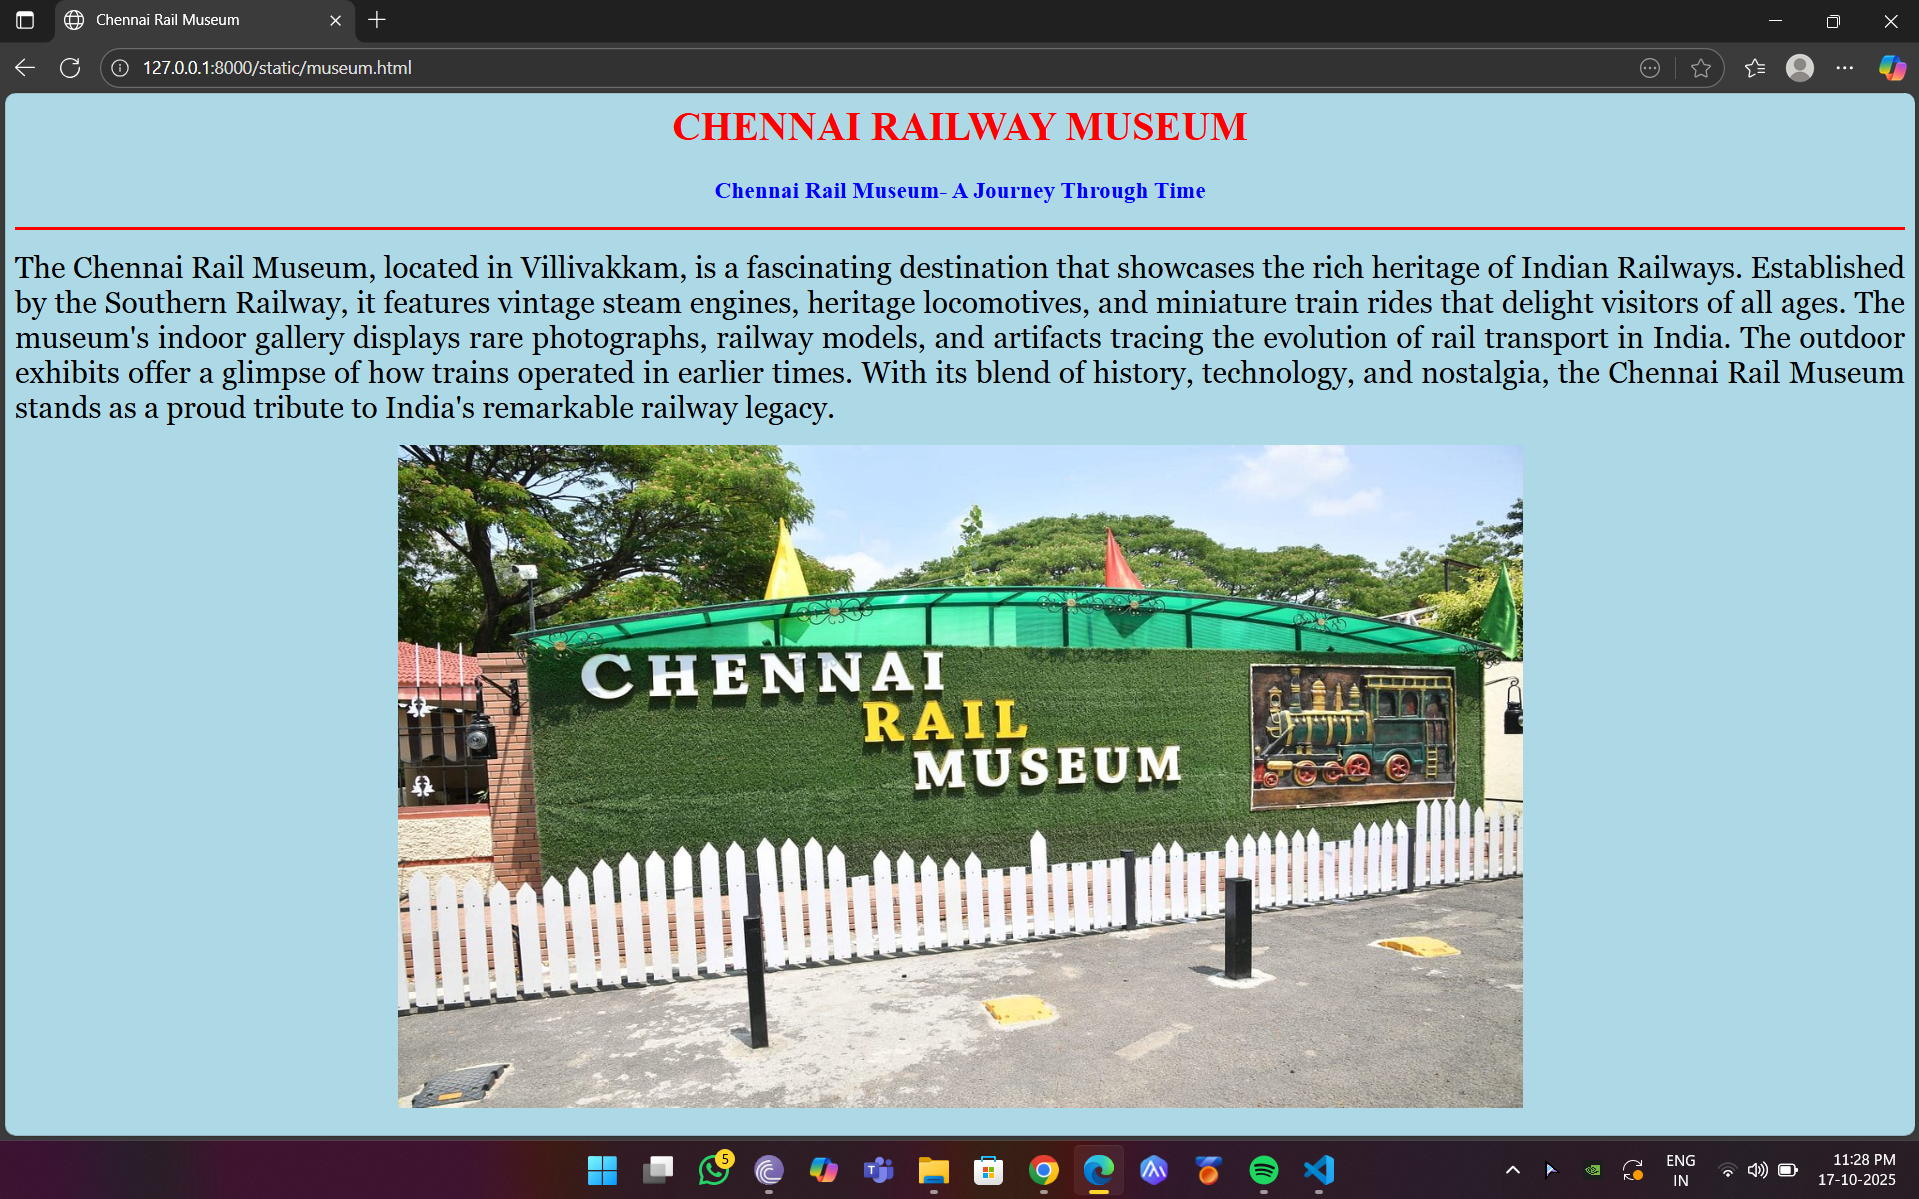 Chennai Rail Museum
127.0.0.1:8000/static/museum.html
CHENNAI RAILWAY MUSEUM
Chennai Rail Museum- A Journey Through Time
The Chennai Rail Museum, located in Villivakkam, is a fascinating destination that showcases the rich heritage of Indian Railways. Established
by the Southern Railway, it features vintage steam engines, heritage locomotives, and miniature train rides that delight visitors of all ages. The
museum's indoor gallery displays rare photographs, railway models, and artifacts tracing the evolution of rail transport in India. The outdoor
exhibits offer a glimpse of how trains operated in earlier times. With its blend of history, technology, and nostalgia, the Chennai Rail Museum
stands as a proud tribute to India's remarkable railway legacy.
CHENNAI
RAIL
MUSEUM
5
ENG
IN
11:28 PM
17-10-2025